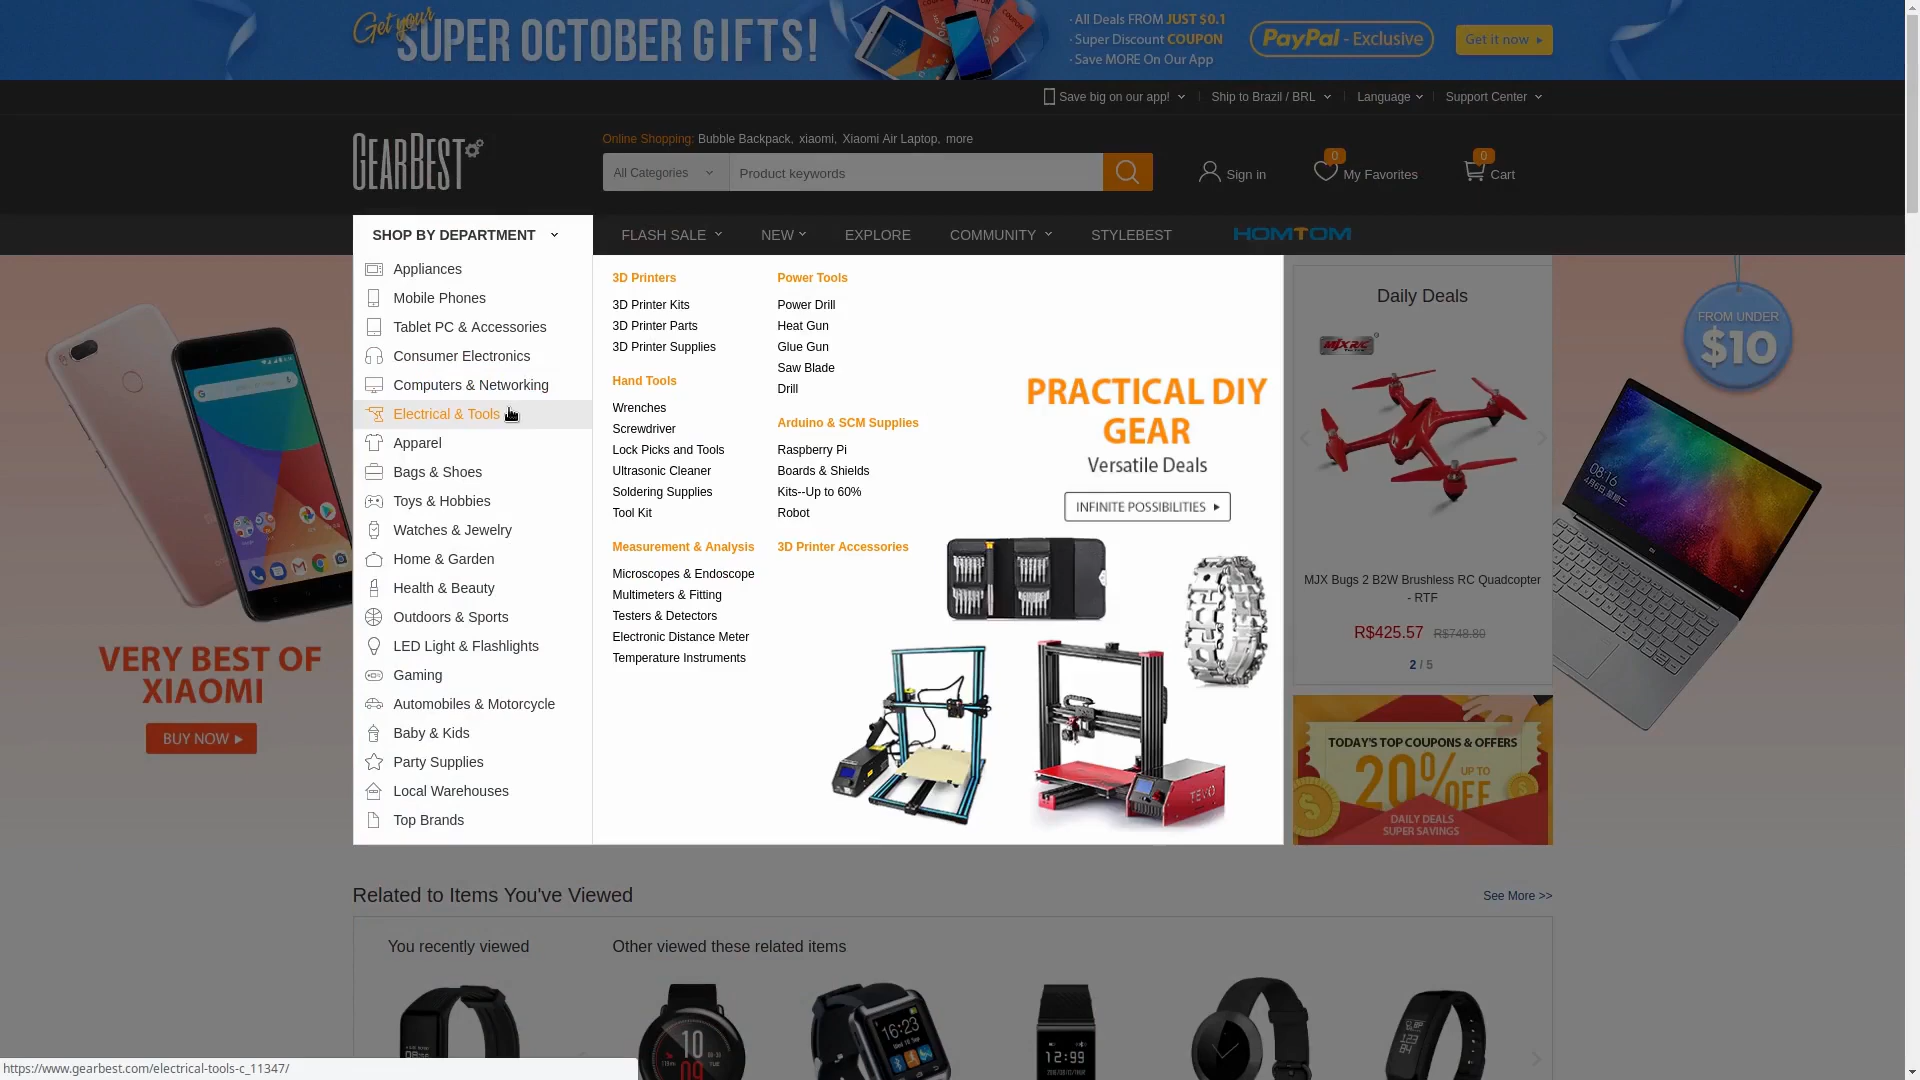 Get your
SUPER OCTOBER GIFTS!
· All Deals FROM JUST $0.1
· Super Discount COUPON
· Save MORE On Our App
PayPal - Exclusive
Get it now
Save big on our app!
Ship to Brazil / BRL
Language
Support Center
GEARBEST
Online Shopping: Bubble Backpack, xiaomi, Xiaomi Air Laptop, more
All Categories
Product keywords
Sign in
0
My Favorites
0
Cart
SHOP BY DEPARTMENT
FLASH SALE
NEW
EXPLORE
COMMUNITY
STYLEBEST
HOMTOM
Appliances
Mobile Phones
Tablet PC & Accessories
Consumer Electronics
Computers & Networking
Electrical & Tools
Apparel
Bags & Shoes
Toys & Hobbies
Watches & Jewelry
Home & Garden
Health & Beauty
Outdoors & Sports
LED Light & Flashlights
Gaming
Automobiles & Motorcycle
Baby & Kids
Party Supplies
Local Warehouses
Top Brands
3D Printers
3D Printer Kits
3D Printer Parts
3D Printer Supplies
Hand Tools
Wrenches
Screwdriver
Lock Picks and Tools
Ultrasonic Cleaner
Soldering Supplies
Tool Kit
Measurement & Analysis
Microscopes & Endoscope
Multimeters & Fitting
Testers & Detectors
Electronic Distance Meter
Temperature Instruments
Power Tools
Power Drill
Heat Gun
Glue Gun
Saw Blade
Drill
Arduino & SCM Supplies
Raspberry Pi
Boards & Shields
Kits--Up to 60%
Robot
3D Printer Accessories
PRACTICAL DIY
GEAR
Versatile Deals
INFINITE POSSIBILITIES
TEVO
VERY BEST OF
XIAOMI
BUY NOW
Daily Deals
MJXR/C
MJX Bugs 2 B2W Brushless RC Quadcopter
- RTF
R$425.57 R$748.80
2 / 5
FROM UNDER
$10
08:16
TODAY'S TOP COUPONS & OFFERS
20% UP TO
OFF
DAILY DEALS
SUPER SAVINGS
Related to Items You've Viewed
See More >>
You recently viewed
Other viewed these related items
10
09
16:23
12:99
https://www.gearbest.com/electrical-tools-c_11347/